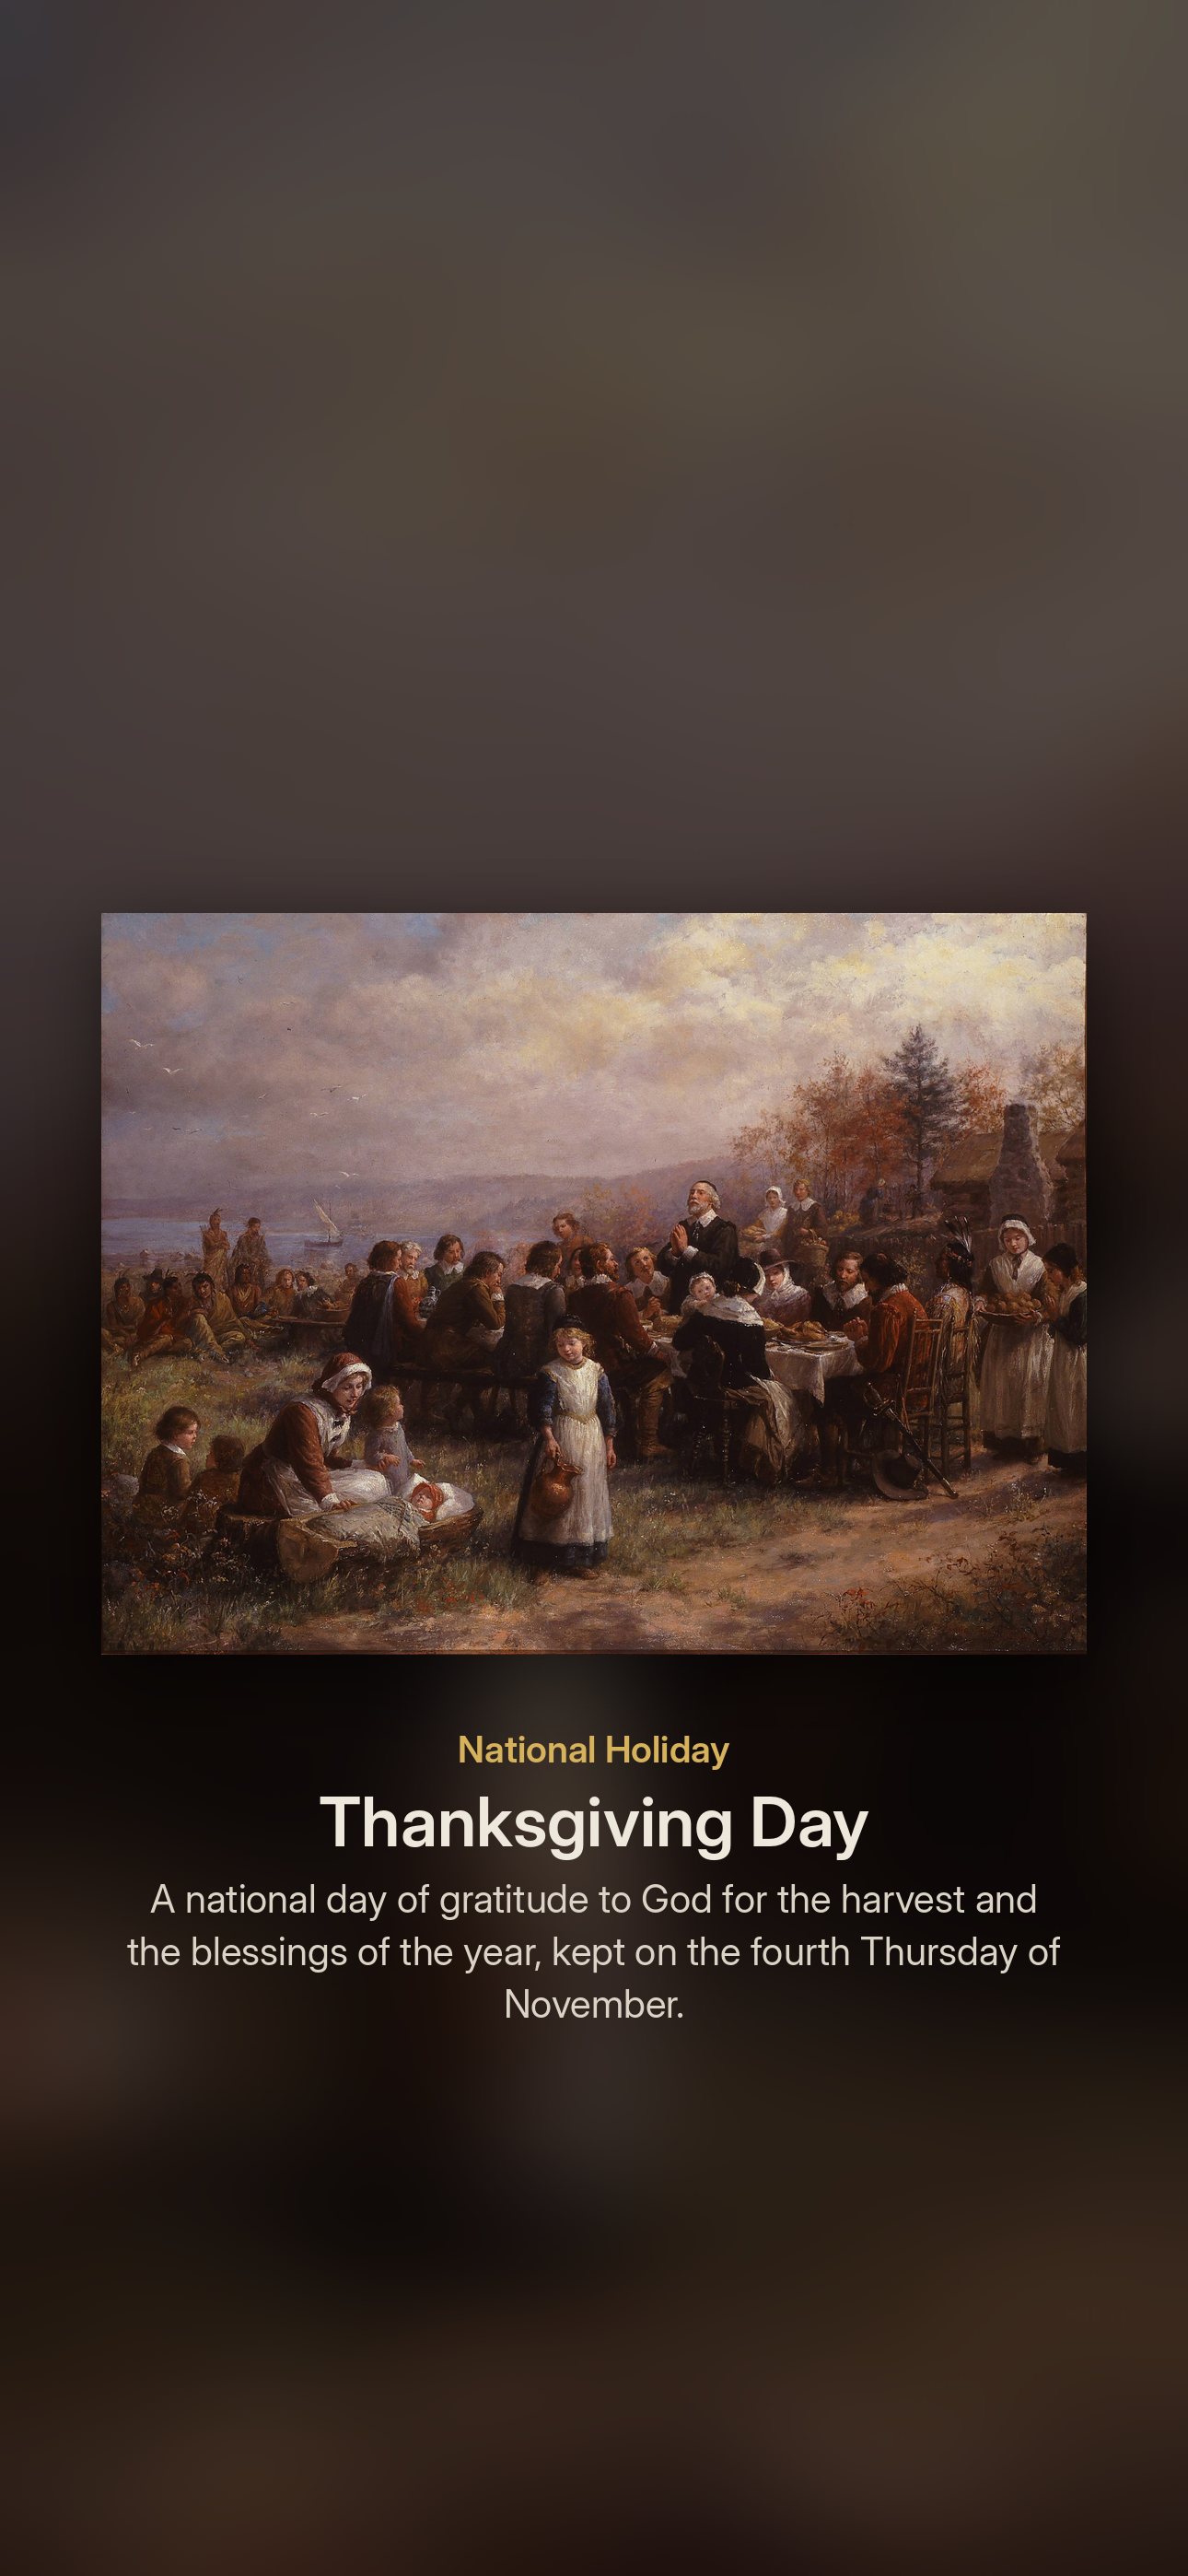 National Holiday
Thanksgiving Day
A national day of gratitude to God for the harvest and
the blessings of the year, kept on the fourth Thursday of
November.